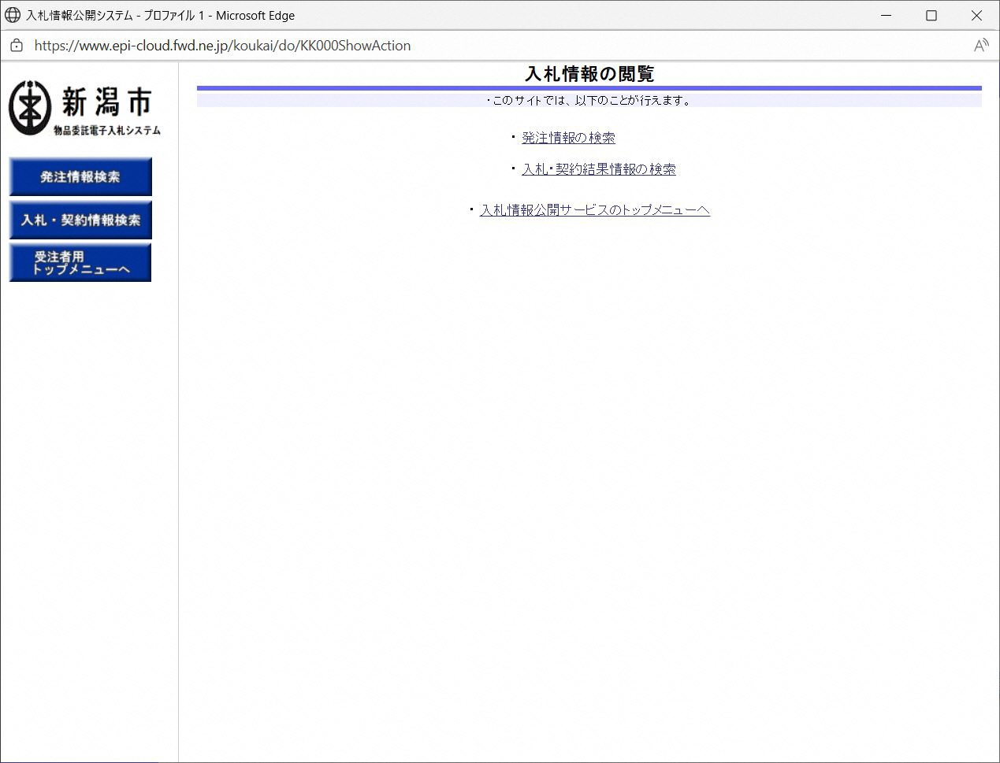 入札情報公開システム - プロファイル 1 - Microsoft Edge
https://www.epi-cloud.fwd.ne.jp/koukai/do/KK000ShowAction
新潟市
物品委託電子入札システム
発注情報検索
入札・契約情報検索
受注者用
トップメニューへ
入札情報の閲覧
・このサイトでは、以下のことが行えます。
・発注情報の検索
・入札・契約結果情報の検索
・入札情報公開サービスのトップメニューへ